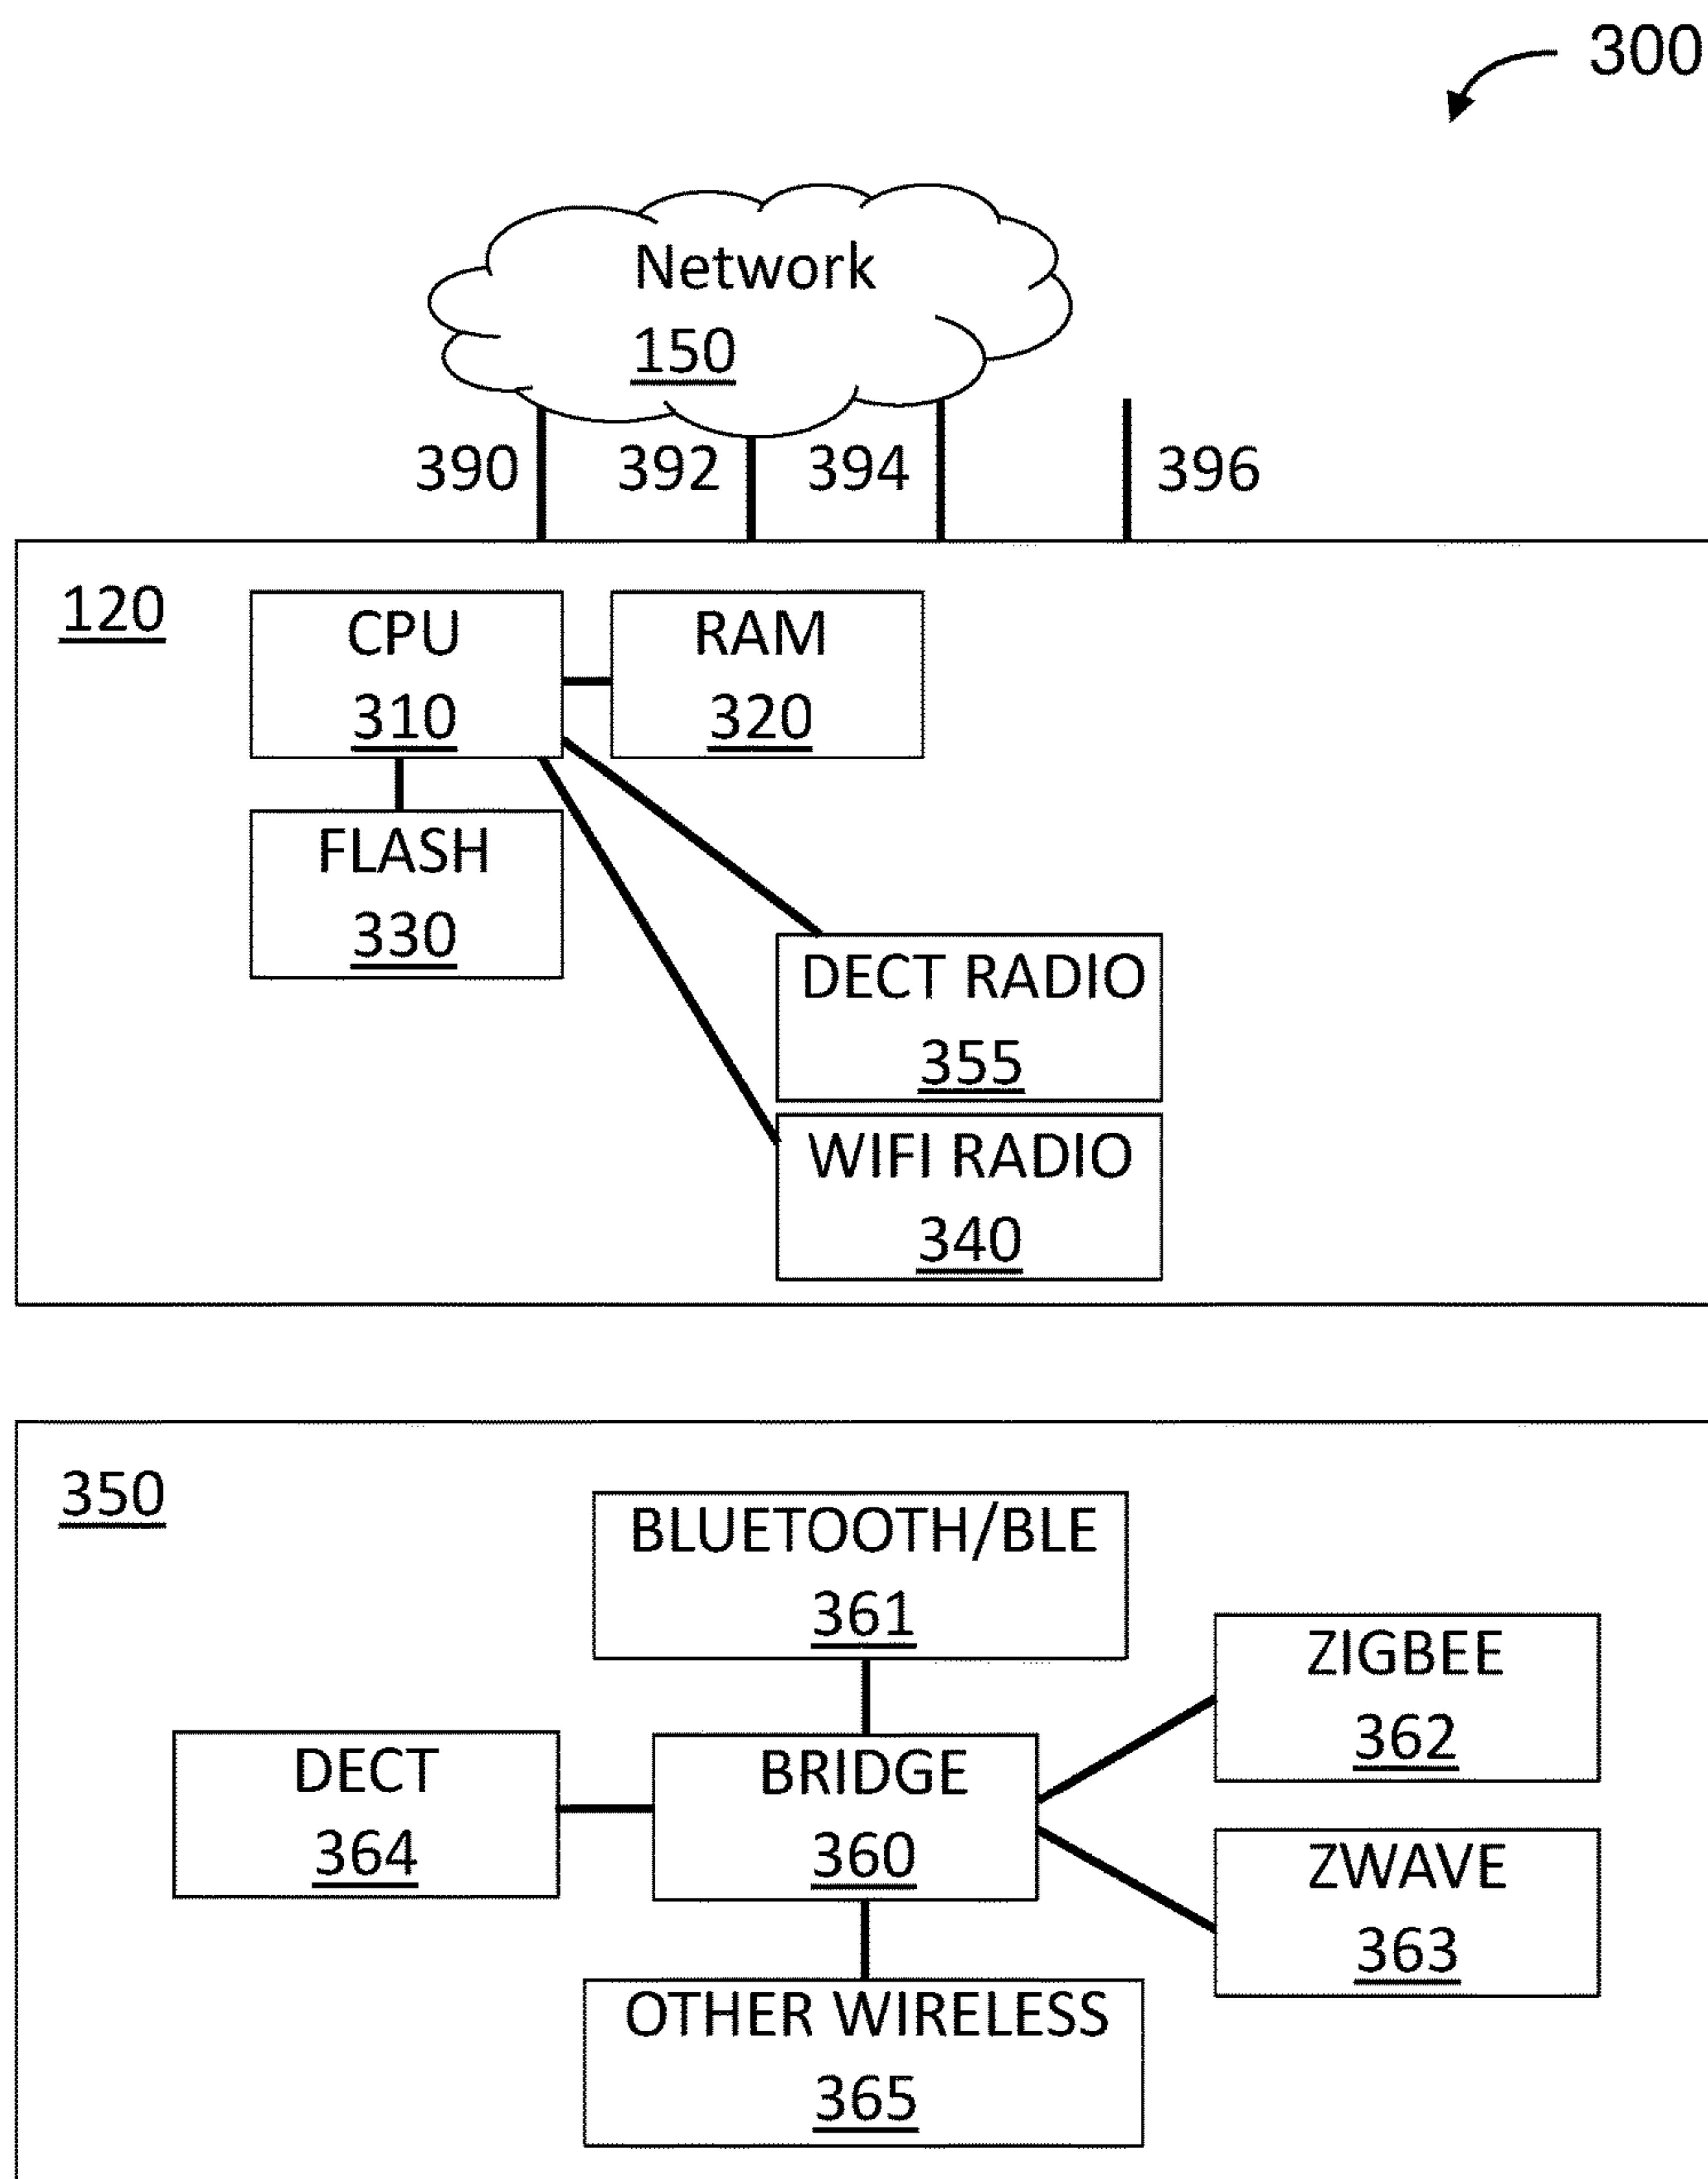 300
Network
150
390
392
394
396
120
CPU
310
RAM
320
FLASH
330
DECT RADIO
355
WIFI RADIO
340
350
BLUETOOTH/BLE
361
ZIGBEE
362
DECT
364
BRIDGE
360
ZWAVE
363
OTHER WIRELESS
365